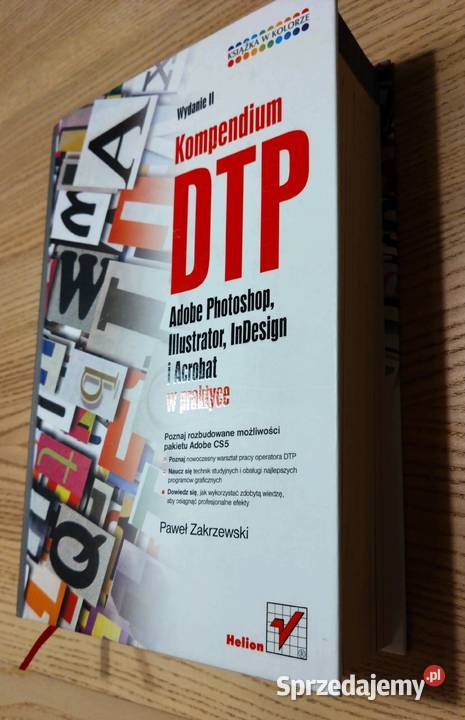 KSIĄŻKA W KOLORZE
Wydanie II
Kompendium
DTP
Adobe Photoshop,
Illustrator, InDesign
i Acrobat
w praktyce
Poznaj rozbudowane możliwości
pakietu Adobe CS5
Poznaj nowoczesny warsztat pracy operatora DTP
Naucz się technik studyjnych i obsługi najlepszych
programów graficznych
Dowiedz się, jak wykorzystać zdobytą wiedzę,
aby osiągnąć profesjonalne efekty
Paweł Zakrzewski
Helion
Sprzedajemy.pl